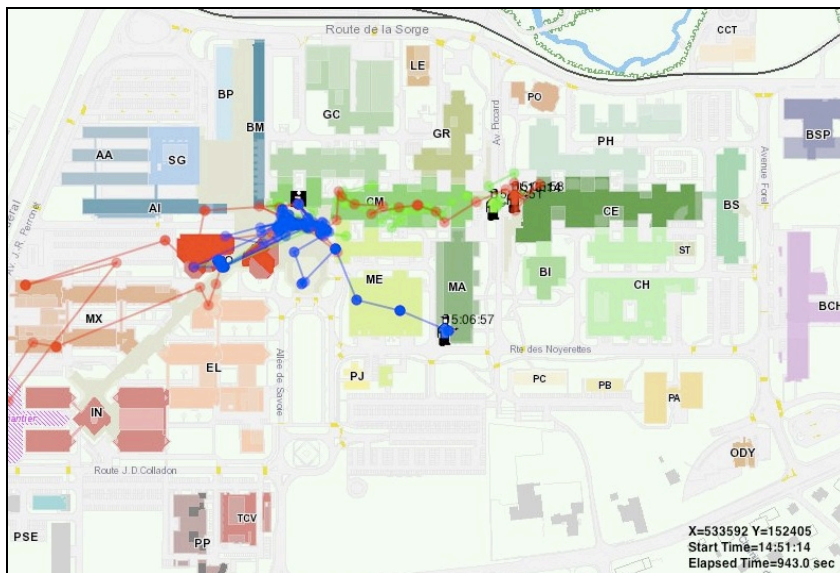 Route de la Sorge
CCT
LE
BP
PO
GC
BM
GR
Av. Piccard
PH
BSP
AA
SG
Avenue Forel
CM
AI
CE
BS
Av. J.-R. Perronet
ST
ME
BI
MA
CH
BCH
MX
15:06:57
Rte des Noyerettes
EL
Allée de Savoie
PJ
PC
PB
PA
IN
ODY
Route J.D.Colladon
TCV
PSE
PP
X=533592 Y=152405
Start Time=14:51:14
Elapsed Time=943.0 sec